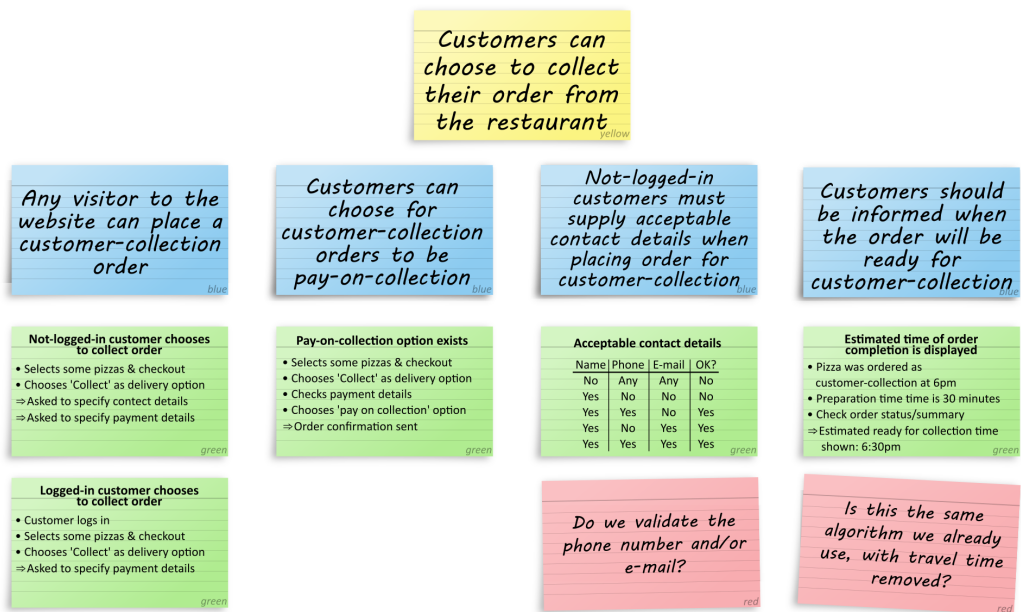 Customers can
choose to collect
their order from
the restaurant
yellow
Any visitor to the
website can place a
customer-collection
order
blue
Customers can
choose for
customer-collection
orders to be
pay-on-collection
blue
Not-logged-in
customers must
supply acceptable
contact details when
placing order for
customer-collection
blue
Customers should
be informed when
the order will be
ready for
customer-collection
blue
Not-logged-in customer chooses
to collect order
• Selects some pizzas & checkout
• Chooses 'Collect' as delivery option
⇒Asked to specify contect details
⇒Asked to specify payment details
green
Pay-on-collection option exists
• Selects some pizzas & checkout
• Chooses 'Collect' as delivery option
• Checks payment details
• Chooses 'pay on collection' option
⇒Order confirmation sent
green
Acceptable contact details
Name Phone E-mail OK?
No Any Any No
Yes No No No
Yes Yes No Yes
Yes No Yes Yes
Yes Yes Yes Yes
green
Estimated time of order
completion is displayed
• Pizza was ordered as
customer-collection at 6pm
• Preparation time time is 30 minutes
• Check order status/summary
⇒Estimated ready for collection time
shown: 6:30pm
green
Logged-in customer chooses
to collect order
• Customer logs in
• Selects some pizzas & checkout
• Chooses 'Collect' as delivery option
⇒Asked to specify payment details
green
Do we validate the
phone number and/or
e-mail?
red
Is this the same
algorithm we already
use, with travel time
removed?
red